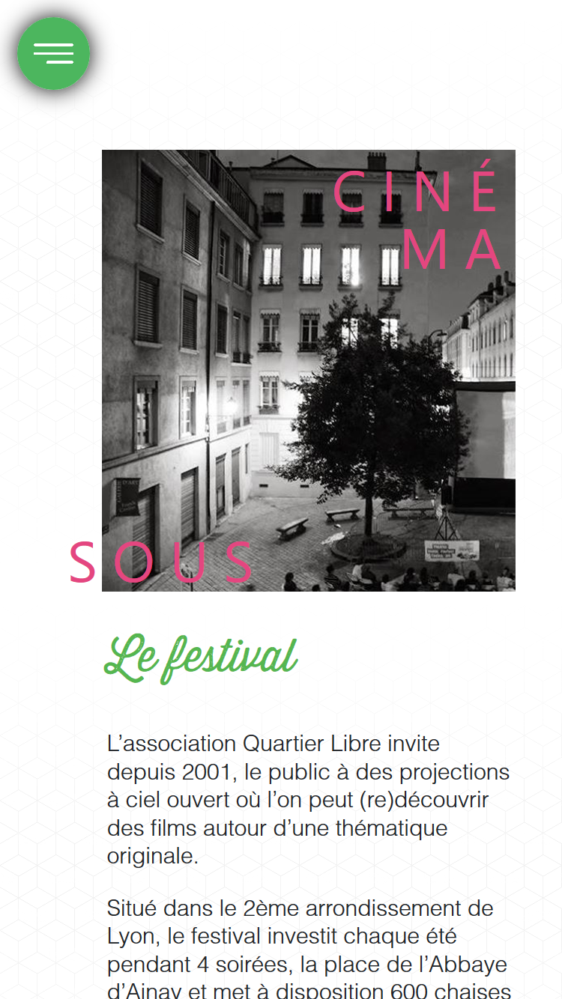 CINÉ
MA
SOUS
Le festival
L’association Quartier Libre invite
depuis 2001, le public à des projections
à ciel ouvert où l’on peut (re)découvrir
des films autour d’une thématique
originale.
Situé dans le 2ème arrondissement de
Lyon, le festival investit chaque été
pendant 4 soirées, la place de l’Abbaye
d’Ainay et met à disposition 600 chaises